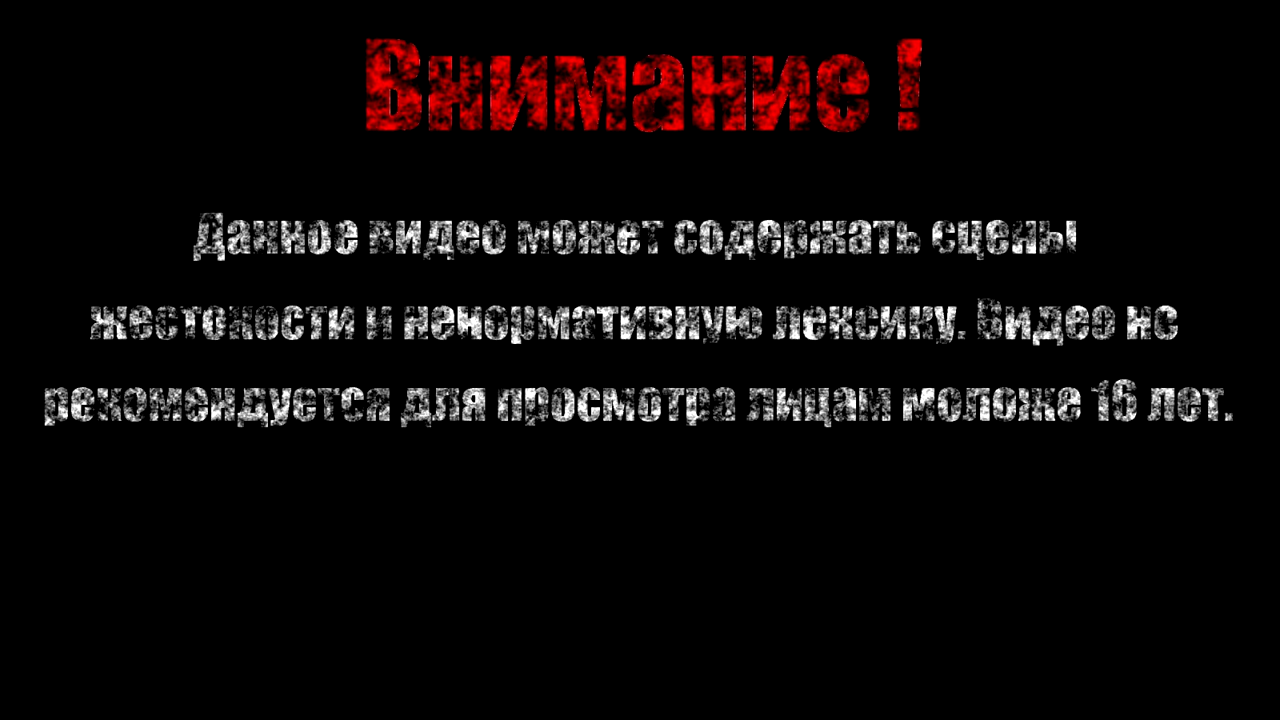 Внимание !
Данное видео может содержать сцены
жестокости и ненормативную лексику. Видео не
рекомендуется для просмотра лицам моложе 16 лет.